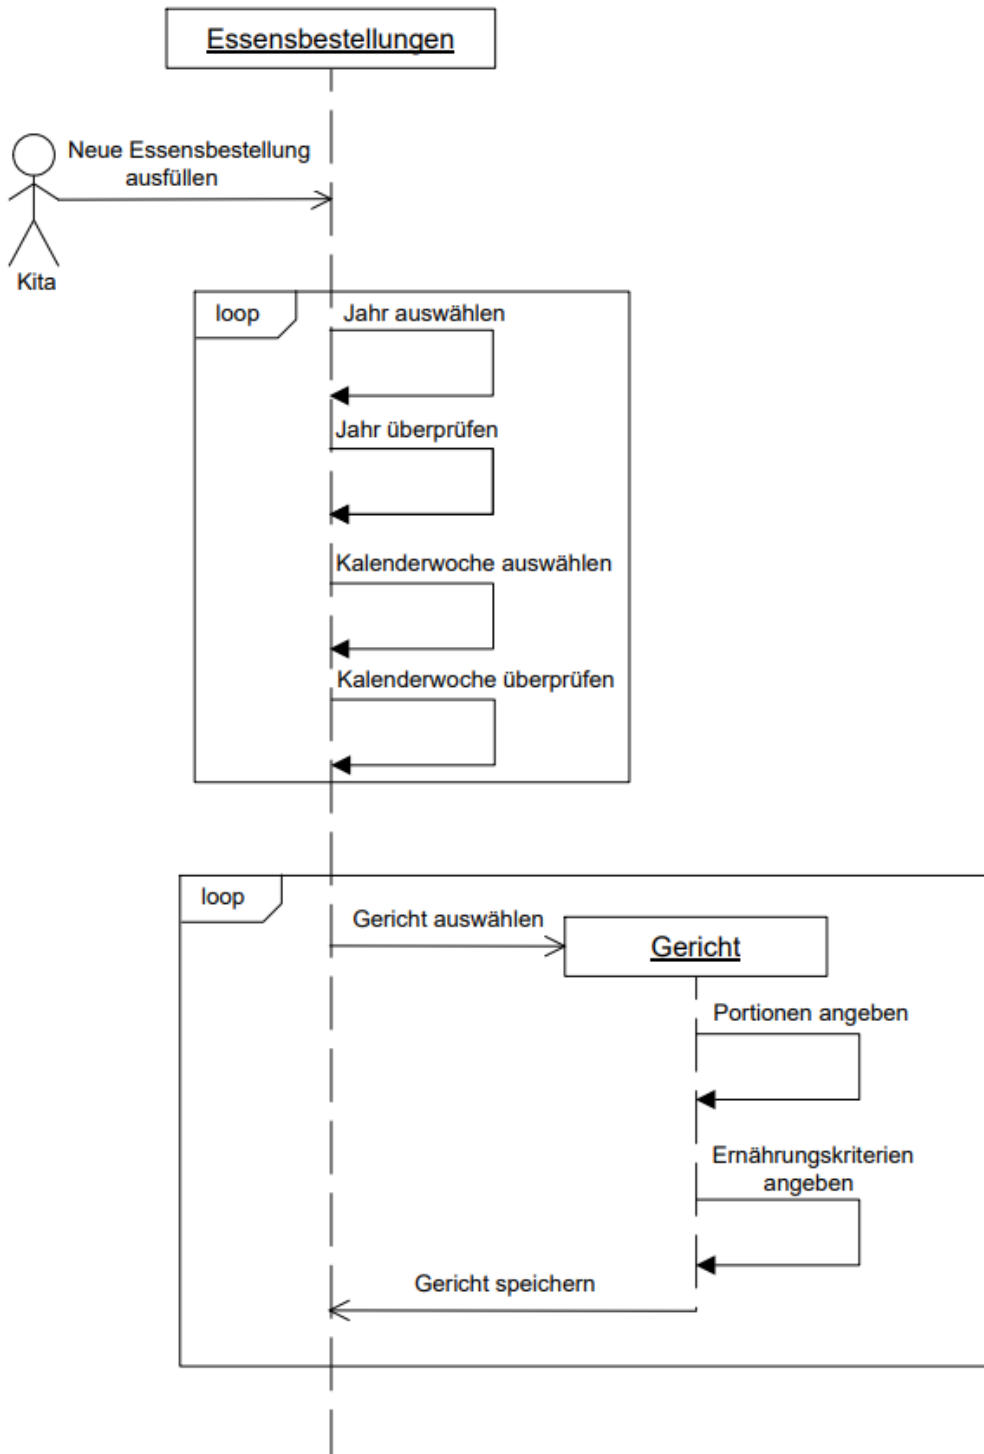 Essensbestellungen
Neue Essensbestellung
ausfüllen
Kita
loop
Jahr auswählen
Jahr überprüfen
Kalenderwoche auswählen
Kalenderwoche überprüfen
loop
Gericht auswählen
Gericht
Portionen angeben
Ernährungskriterien
angeben
Gericht speichern